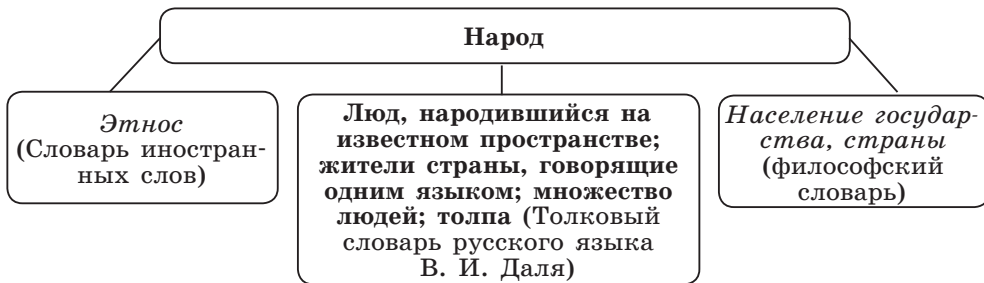 Народ
Этнос
(Словарь иностран-
ных слов)
Люд, народившийся на
известном пространстве;
жители страны, говорящие
одним языком; множество
людей; толпа (Толковый
словарь русского языка
В. И. Даля)
Население государ-
ства, страны
(философский
словарь)